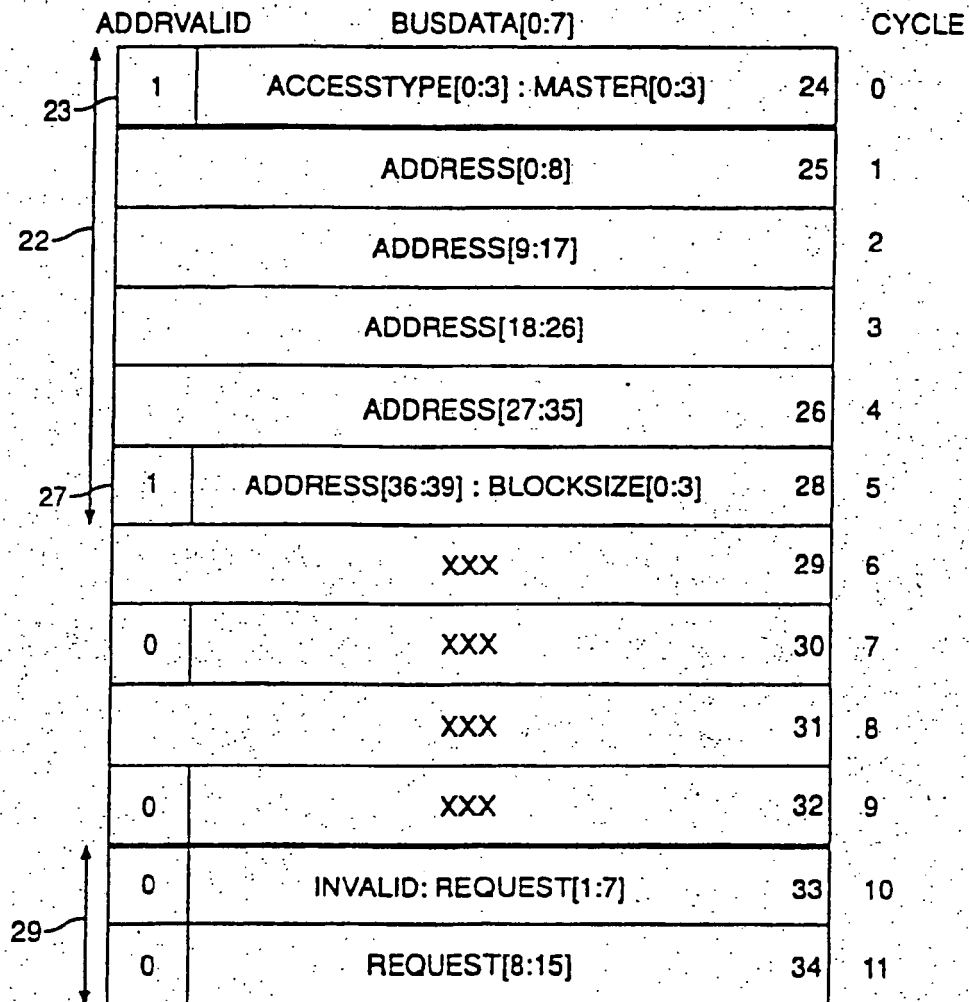 ADDRVALID BUSDATA[0:7] CYCLE
23 1 ACCESSTYPE[0:3] : MASTER[0:3] 24 0
ADDRESS[0:8] 25 1
22 ADDRESS[9:17] 2
ADDRESS[18:26] 3
ADDRESS[27:35] 26 4
27 1 ADDRESS[36:39] : BLOCKSIZE[0:3] 28 5
XXX 29 6
0 XXX 30 7
XXX 31 8
0 XXX 32 9
0 INVALID: REQUEST[1:7] 33 10
29 0 REQUEST[8:15] 34 11